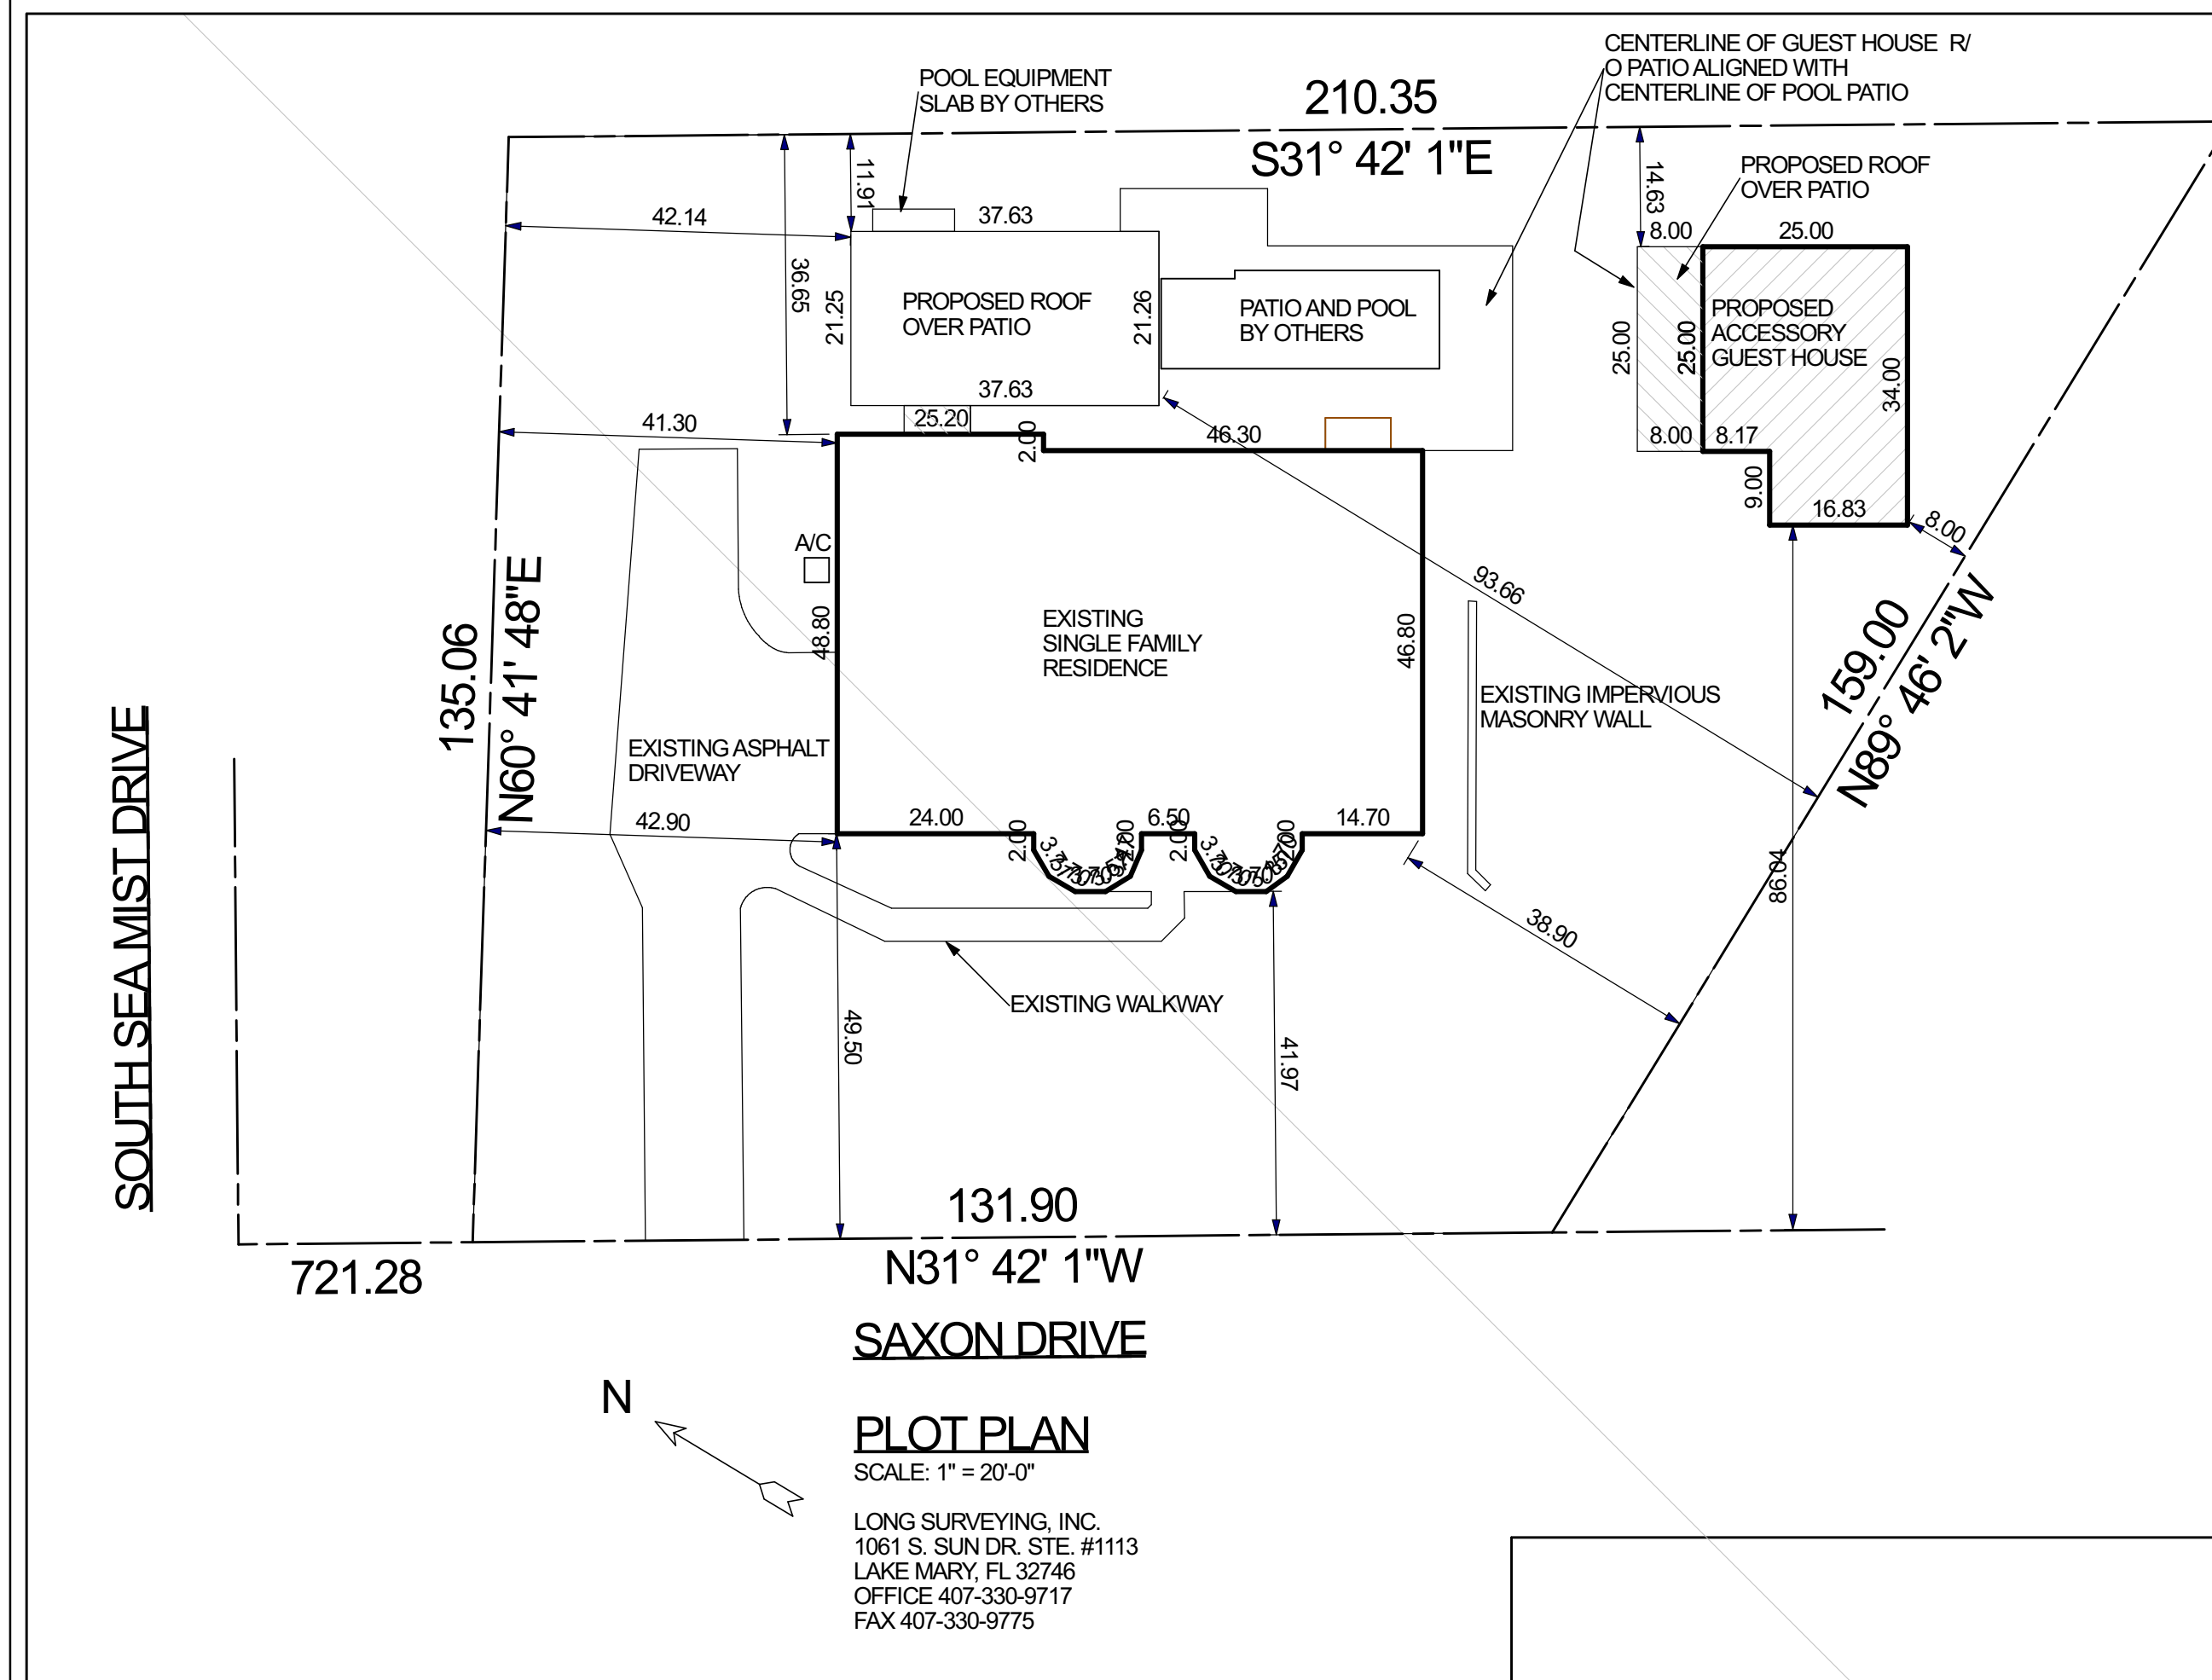 CENTERLINE OF GUEST HOUSE R/
O PATIO ALIGNED WITH
CENTERLINE OF POOL PATIO
POOL EQUIPMENT
SLAB BY OTHERS
210.35
S31° 42' 1"E
11.91
14.63
PROPOSED ROOF
OVER PATIO
42.14
37.63
8.00
25.00
36.65
21.25
PROPOSED ROOF
OVER PATIO
21.26
PATIO AND POOL
BY OTHERS
25.00
25.00
PROPOSED
ACCESSORY
GUEST HOUSE
34.00
37.63
41.30
25.20
2.00
46.30
8.00
8.17
9.00
16.83
8.00
A/C
93.66
135.06
N60° 41' 48"E
48.80
EXISTING
SINGLE FAMILY
RESIDENCE
46.80
159.00
N89° 46' 2"W
EXISTING IMPERVIOUS
MASONRY WALL
SOUTH SEA MIST DRIVE
EXISTING ASPHALT
DRIVEWAY
42.90
24.00
2.00
6.50
2.00
14.70
86.04
38.90
EXISTING WALKWAY
49.50
41.97
131.90
N31° 42' 1"W
721.28
SAXON DRIVE
N
PLOT PLAN
SCALE: 1" = 20'-0"
LONG SURVEYING, INC.
1061 S. SUN DR. STE. #1113
LAKE MARY, FL 32746
OFFICE 407-330-9717
FAX 407-330-9775